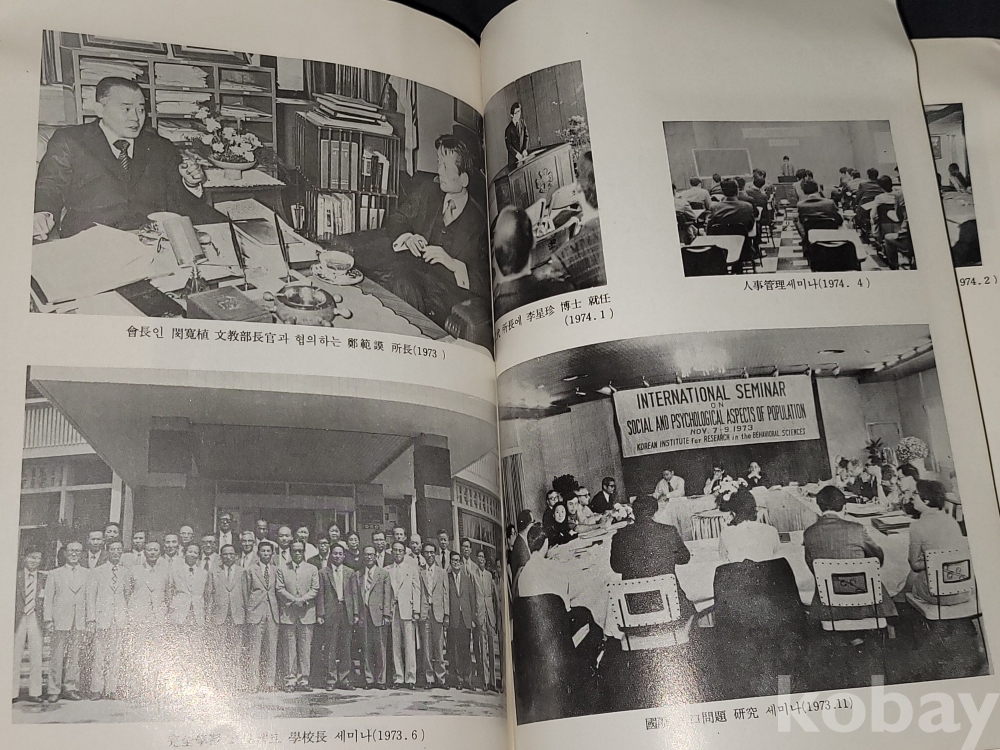 會長인 閔寬植 文教部長官과 협의하는 鄭範謨 所長(1973)
所長에 李星珍 博士 就任
(1974.1)
人事管理세미나(1974. 4)
974.2)
INTERNATIONAL SEMINAR
ON
SOCIAL AND PSYCHOLOGICAL ASPECTS OF POPULATION
NOV. 7-9. 1973
KOREAN INSTITUTE for RESEARCH in the BEHAVIORAL SCIENCES
學校長 세미나(1973.6)
國 問題 研究 세미나(1973.11)
kobay